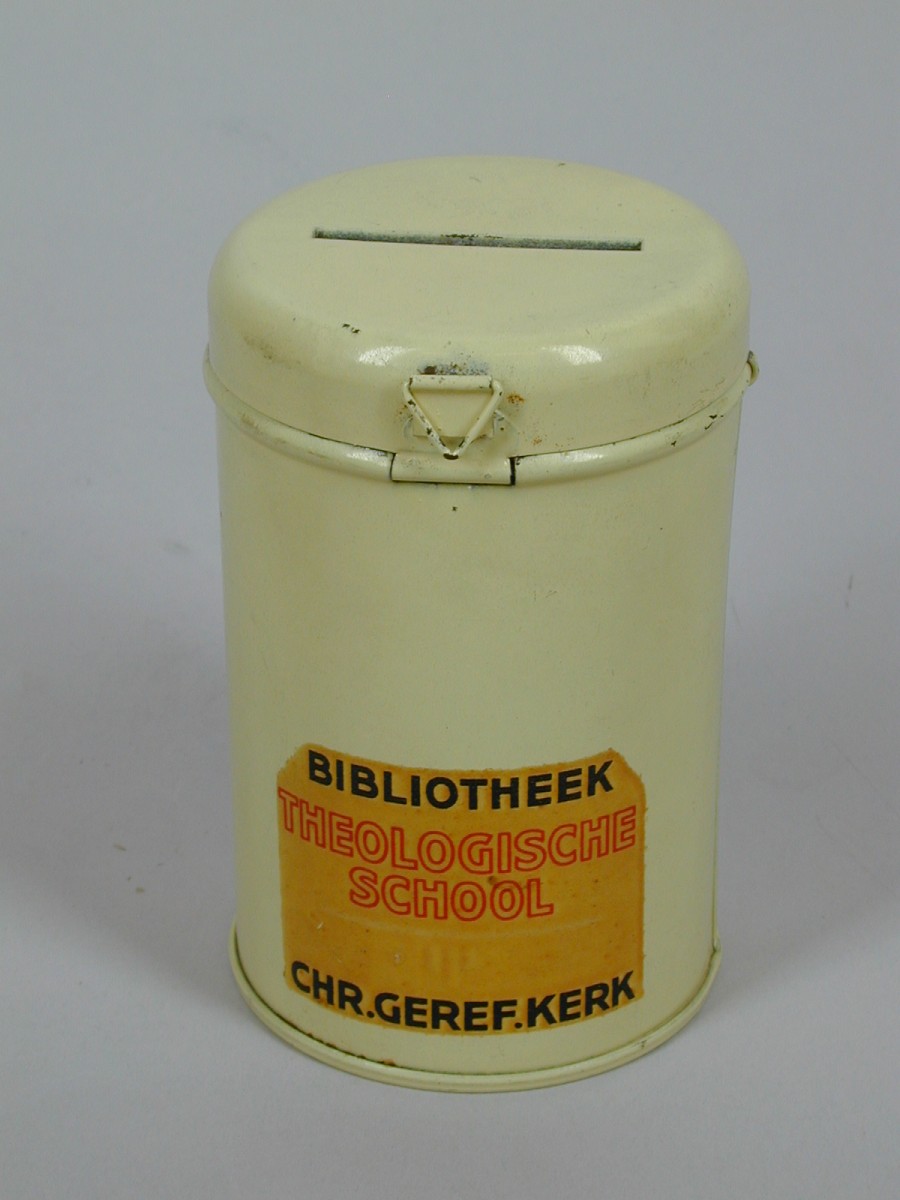 BIBLIOTHEEK
THEOLOGISCHE
SCHOOL
CHR.GEREF.KERK